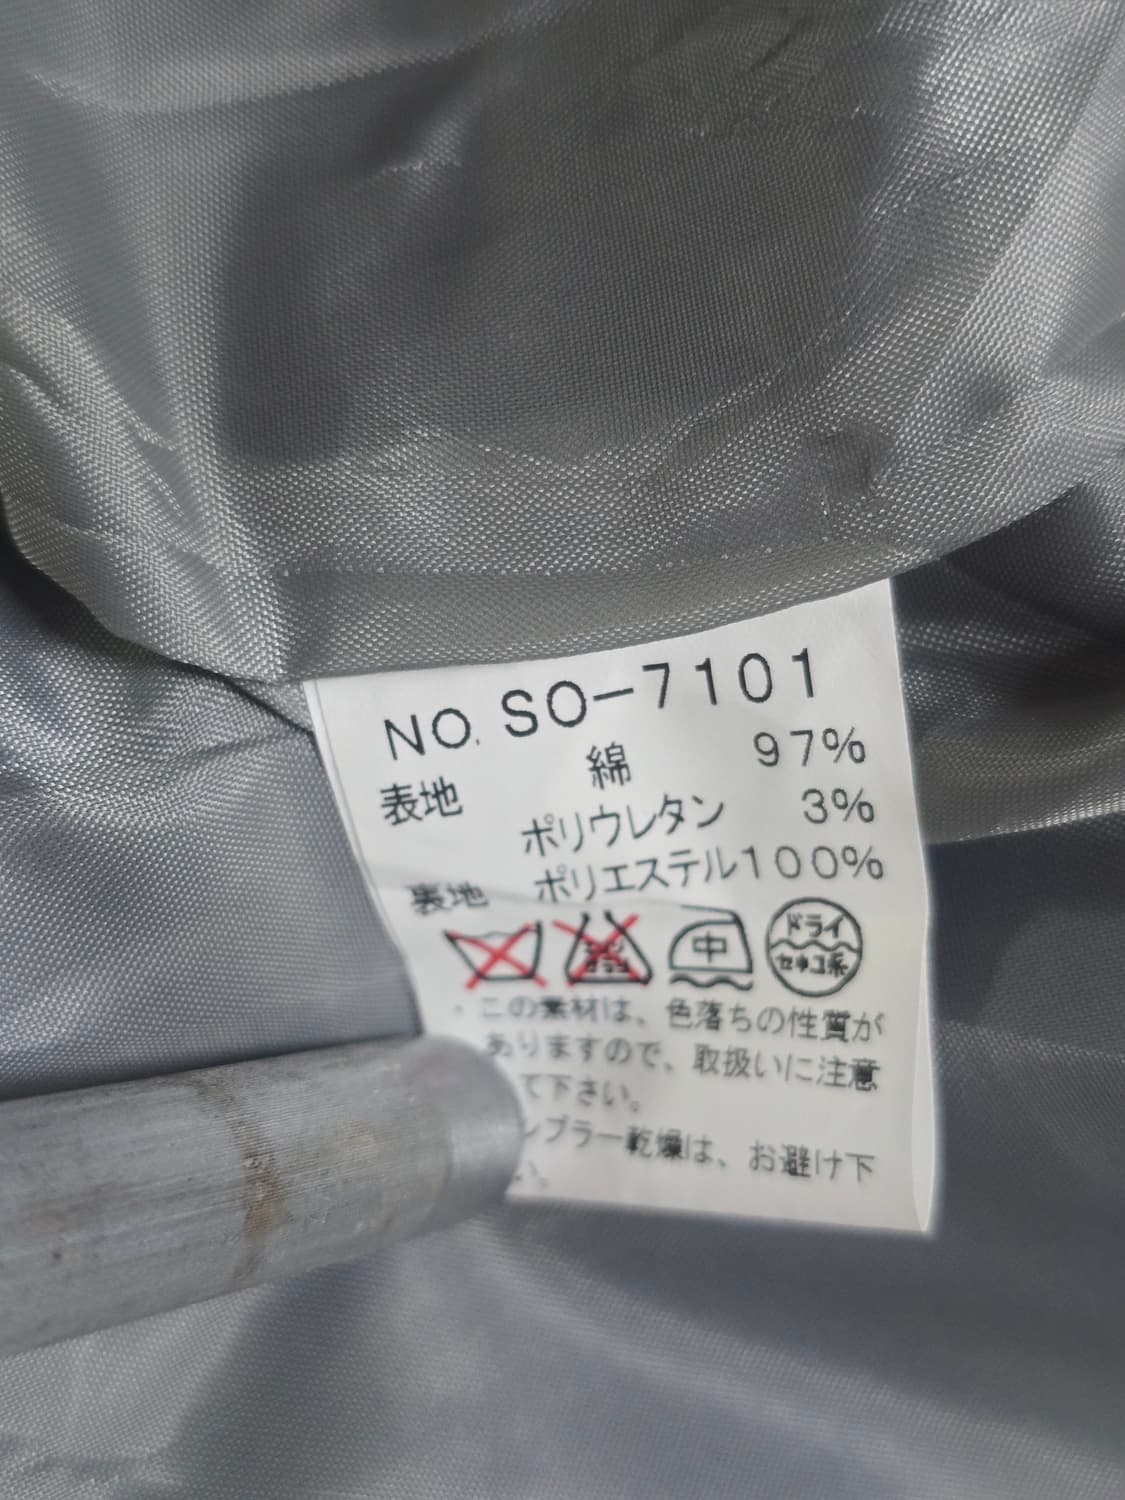 NO. SO-7101
表地 綿 97%
ポリウレタン 3%
裏地 ポリエステル100%
中 ドライ
セキユ系
・この素材は、色落ちの性質が
ありますので、取扱いに注意
て下さい。
ンブラー乾燥は、お避け下
い。